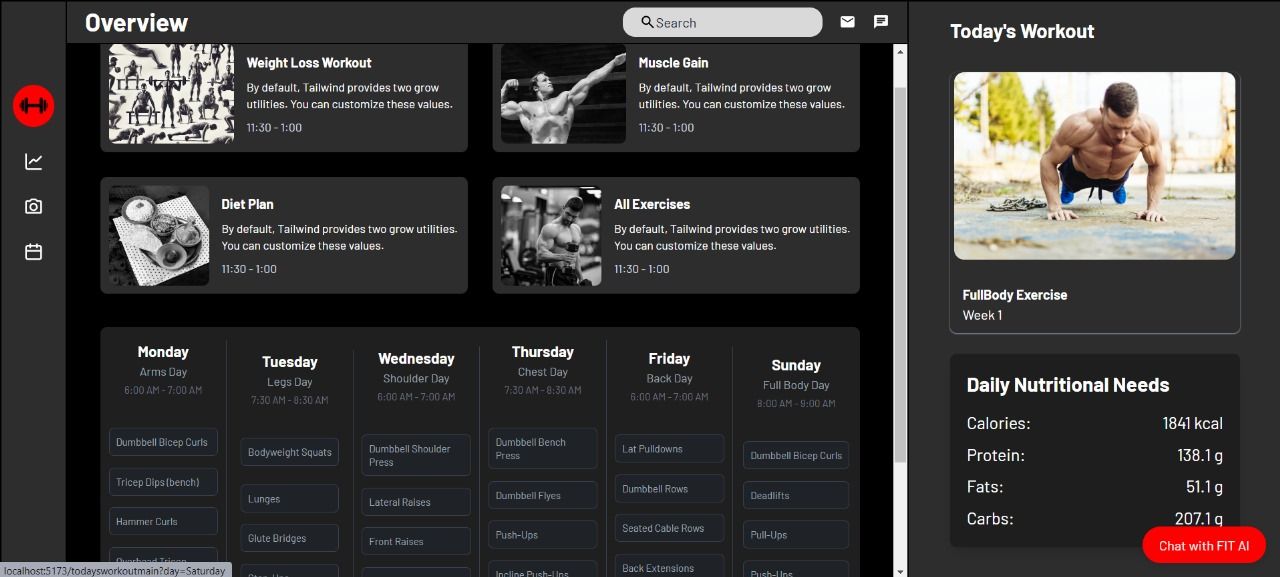 Overview
Search
Weight Loss Workout
By default, Tailwind provides two grow
utilities. You can customize these values.
11:30 - 1:00
Muscle Gain
By default, Tailwind provides two grow
utilities. You can customize these values.
11:30 - 1:00
Diet Plan
By default, Tailwind provides two grow utilities.
You can customize these values.
11:30 - 1:00
All Exercises
By default, Tailwind provides two grow utilities.
You can customize these values.
11:30 - 1:00
Monday
Arms Day
6:00 AM - 7:00 AM
Dumbbell Bicep Curls
Tricep Dips (bench)
Hammer Curls
Overhead Tricep
Tuesday
Legs Day
7:30 AM - 8:30 AM
Bodyweight Squats
Lunges
Glute Bridges
Step-Ups
Wednesday
Shoulder Day
6:00 AM - 7:00 AM
Dumbbell Shoulder
Press
Lateral Raises
Front Raises
Thursday
Chest Day
7:30 AM - 8:30 AM
Dumbbell Bench
Press
Dumbbell Flyes
Push-Ups
Incline Push-Ups
Friday
Back Day
6:00 AM - 7:00 AM
Lat Pulldowns
Dumbbell Rows
Seated Cable Rows
Back Extensions
Sunday
Full Body Day
8:00 AM - 9:00 AM
Dumbbell Bicep Curls
Deadlifts
Pull-Ups
Push-Ups
Today's Workout
FullBody Exercise
Week 1
Daily Nutritional Needs
Calories: 1841 kcal
Protein: 138.1 g
Fats: 51.1 g
Carbs: 207.1 g
Chat with FIT AI
localhost:5173/todaysworkoutmain?day=Saturday